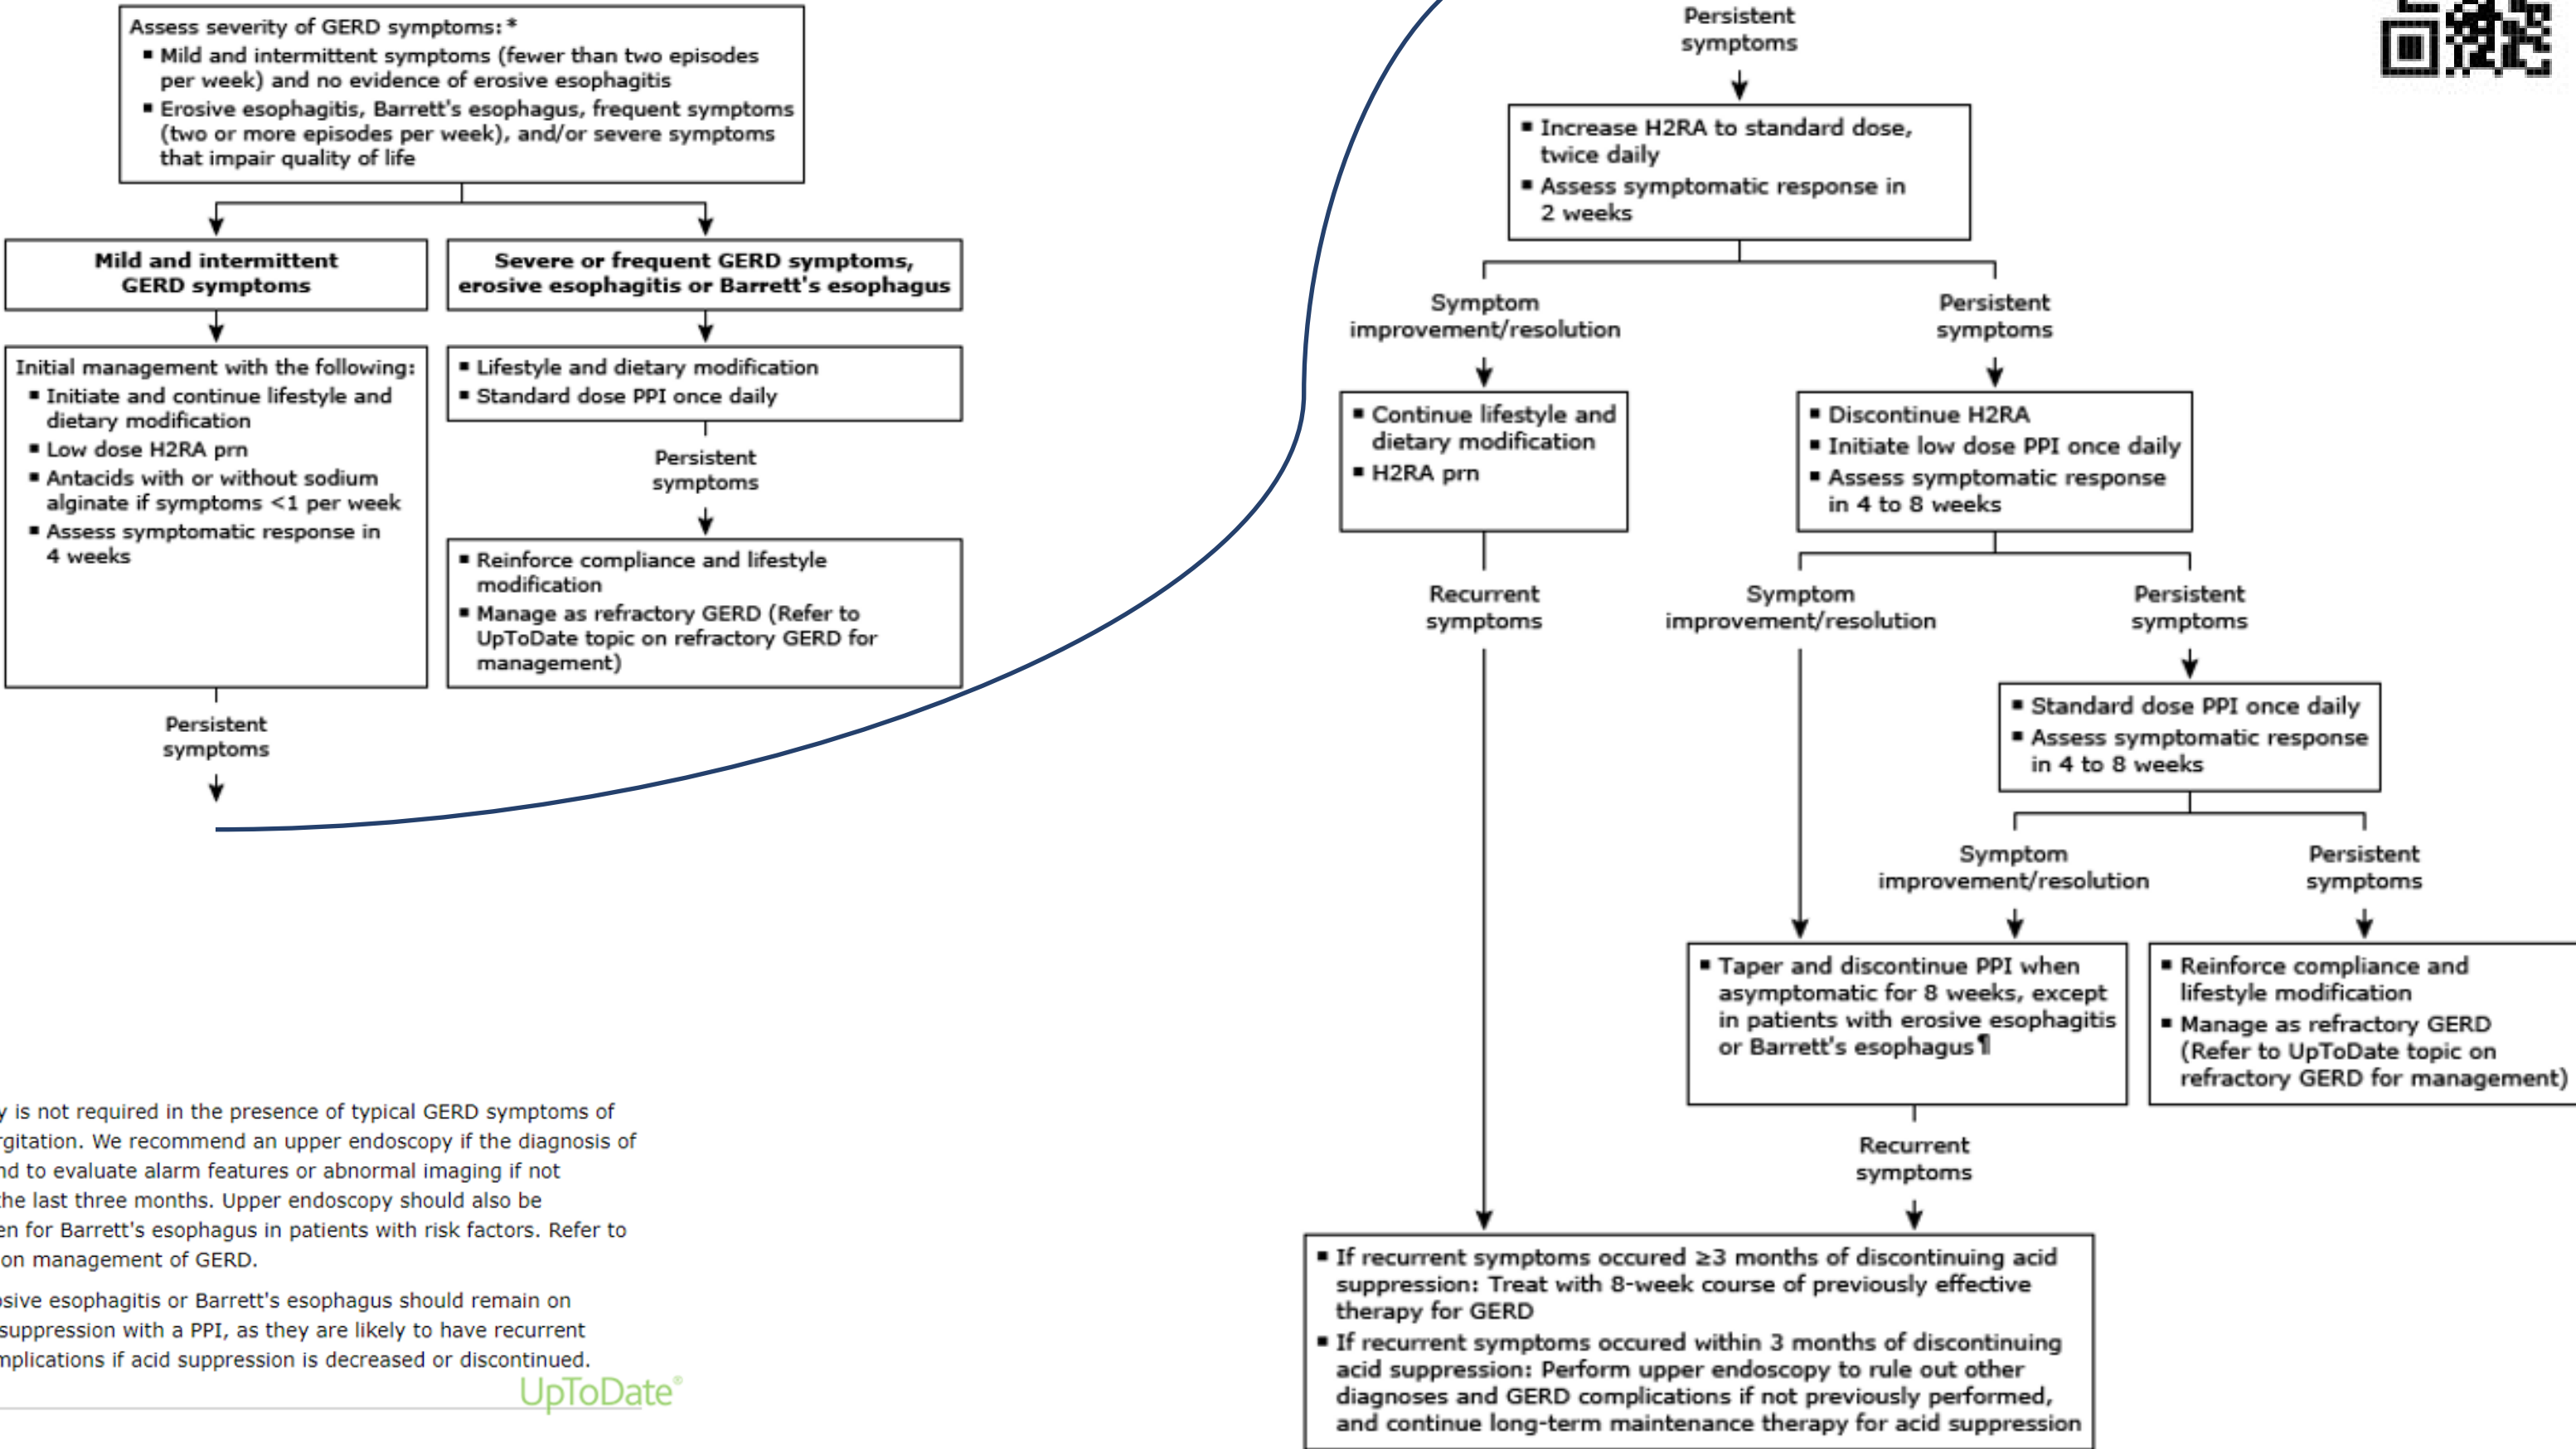 Assess severity of GERD symptoms:*
▪ Mild and intermittent symptoms (fewer than two episodes
per week) and no evidence of erosive esophagitis
▪ Erosive esophagitis, Barrett's esophagus, frequent symptoms
(two or more episodes per week), and/or severe symptoms
that impair quality of life
Mild and intermittent
GERD symptoms
Initial management with the following:
▪ Initiate and continue lifestyle and
dietary modification
▪ Low dose H2RA prn
▪ Antacids with or without sodium
alginate if symptoms <1 per week
▪ Assess symptomatic response in
4 weeks
Persistent
symptoms
Severe or frequent GERD symptoms,
erosive esophagitis or Barrett's esophagus
▪ Lifestyle and dietary modification
▪ Standard dose PPI once daily
Persistent
symptoms
▪ Reinforce compliance and lifestyle
modification
▪ Manage as refractory GERD (Refer to
UpToDate topic on refractory GERD for
management)
Persistent
symptoms
▪ Increase H2RA to standard dose,
twice daily
▪ Assess symptomatic response in
2 weeks
Symptom
improvement/resolution
▪ Continue lifestyle and
dietary modification
▪ H2RA prn
Recurrent
symptoms
Persistent
symptoms
▪ Discontinue H2RA
▪ Initiate low dose PPI once daily
▪ Assess symptomatic response
in 4 to 8 weeks
Symptom
improvement/resolution
Persistent
symptoms
▪ Standard dose PPI once daily
▪ Assess symptomatic response
in 4 to 8 weeks
Symptom
improvement/resolution
Persistent
symptoms
▪ Taper and discontinue PPI when
asymptomatic for 8 weeks, except
in patients with erosive esophagitis
or Barrett's esophagus¶
▪ Reinforce compliance and
lifestyle modification
▪ Manage as refractory GERD
(Refer to UpToDate topic on
refractory GERD for management)
Recurrent
symptoms
▪ If recurrent symptoms occured ≥3 months of discontinuing acid
suppression: Treat with 8-week course of previously effective
therapy for GERD
▪ If recurrent symptoms occured within 3 months of discontinuing
acid suppression: Perform upper endoscopy to rule out other
diagnoses and GERD complications if not previously performed,
and continue long-term maintenance therapy for acid suppression
is not required in the presence of typical GERD symptoms of
We recommend an upper endoscopy if the diagnosis of
to evaluate alarm features or abnormal imaging if not
the last three months. Upper endoscopy should also be
for Barrett's esophagus in patients with risk factors. Refer to
on management of GERD.
esophagitis or Barrett's esophagus should remain on
suppression with a PPI, as they are likely to have recurrent
if acid suppression is decreased or discontinued.
UpToDate®